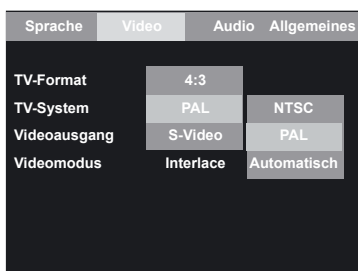 Sprache Video Audio Allgemeines
TV-Format 4:3
TV-System PAL NTSC
Videoausgang S-Video PAL
Videomodus Interlace Automatisch